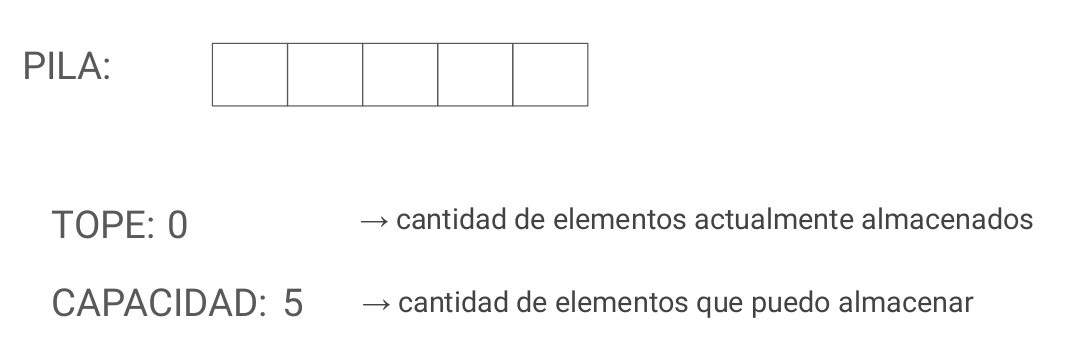 PILA:
TOPE: 0 → cantidad de elementos actualmente almacenados
CAPACIDAD: 5 → cantidad de elementos que puedo almacenar